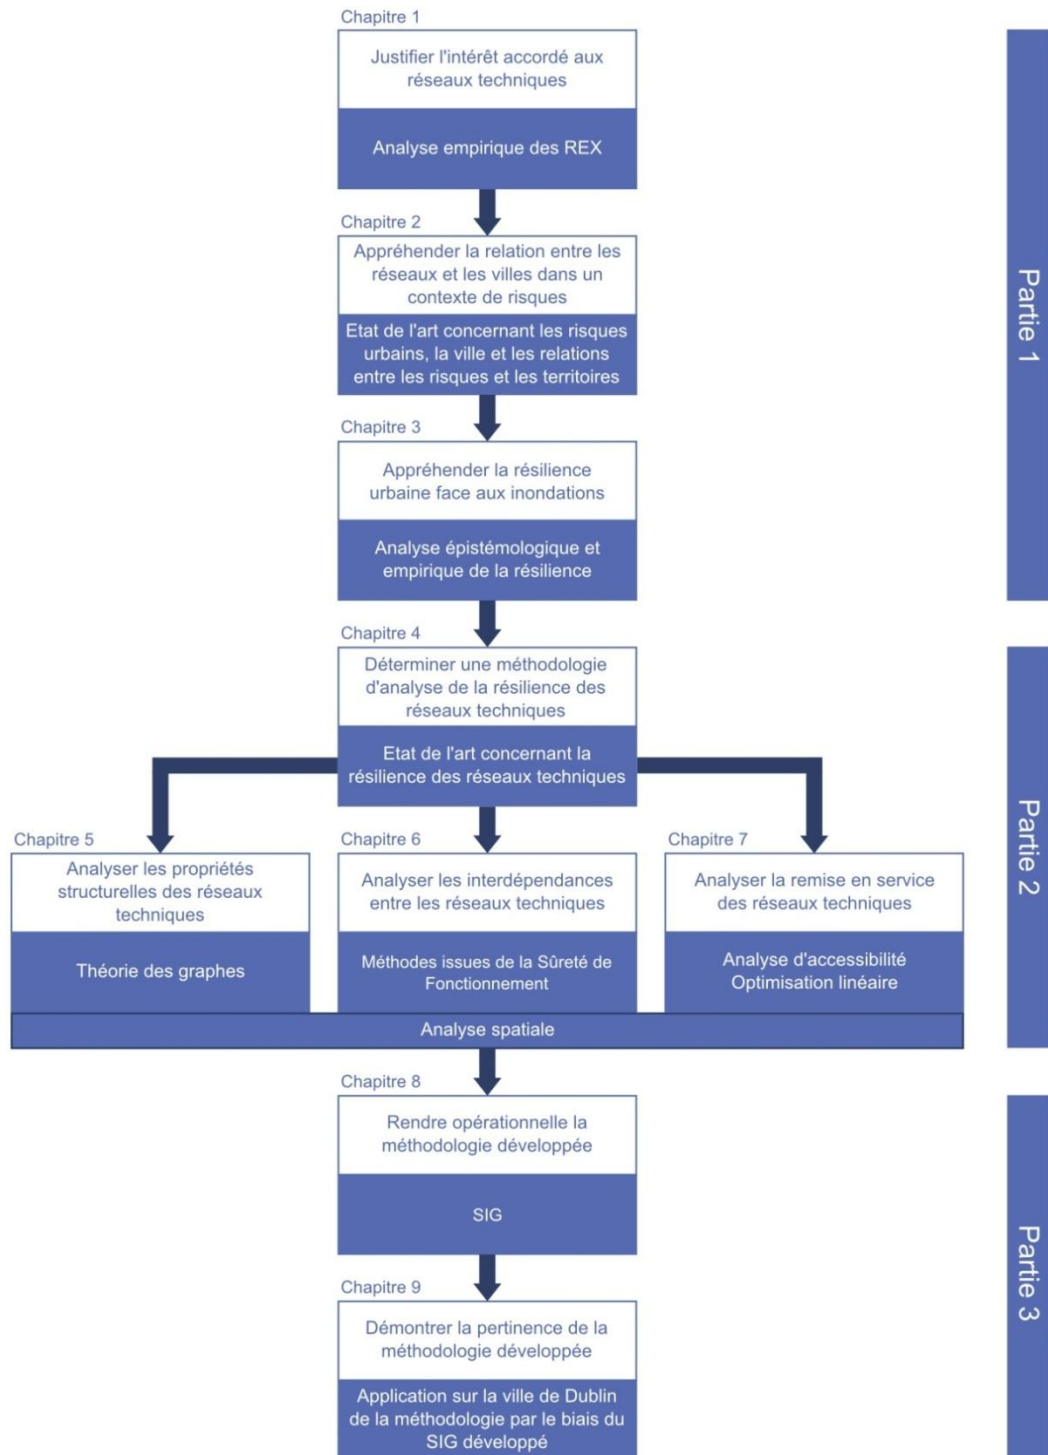 Chapitre 1
Justifier l'intérêt accordé aux
réseaux techniques
Analyse empirique des REX
Chapitre 2
Appréhender la relation entre les
réseaux et les villes dans un
contexte de risques
Etat de l'art concernant les risques
urbains, la ville et les relations
entre les risques et les territoires
Chapitre 3
Appréhender la résilience
urbaine face aux inondations
Analyse épistémologique et
empirique de la résilience
Partie 1
Chapitre 4
Déterminer une méthodologie
d'analyse de la résilience des
réseaux techniques
Etat de l'art concernant la
résilience des réseaux techniques
Chapitre 5
Analyser les propriétés
structurelles des réseaux
techniques
Théorie des graphes
Chapitre 6
Analyser les interdépendances
entre les réseaux techniques
Méthodes issues de la Sûreté de
Fonctionnement
Chapitre 7
Analyser la remise en service
des réseaux techniques
Analyse d'accessibilité
Optimisation linéaire
Analyse spatiale
Partie 2
Chapitre 8
Rendre opérationnelle la
méthodologie développée
SIG
Chapitre 9
Démontrer la pertinence de la
méthodologie développée
Application sur la ville de Dublin
de la méthodologie par le biais du
SIG développé
Partie 3